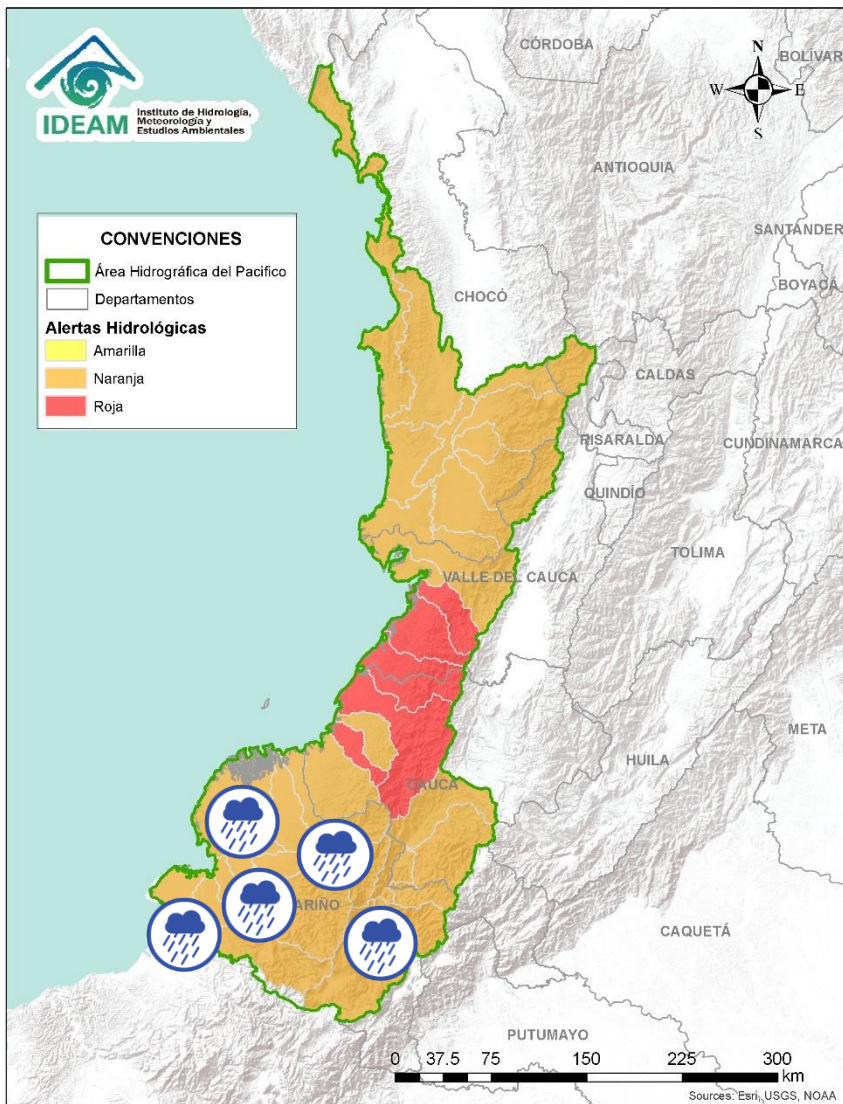 IDEAM
Instituto de Hidrología,
Meteorología y
Estudios Ambientales
CONVENCIONES
Área Hidrográfica del Pacifico
Departamentos
Alertas Hidrológicas
Amarilla
Naranja
Roja
N
W
E
S
CÓRDOBA
BOLÍVAR
ANTIOQUIA
SANTANDER
BOYACÁ
CHOCÓ
CALDAS
RISARALDA
CUNDINAMARCA
QUINDÍO
TOLIMA
VALLE DEL CAUCA
META
HUILA
CAUCA
ARIÑO
CAQUETÁ
PUTUMAYO
0 37.5 75 150 225 300
km
Sources: Esri, USGS, NOAA